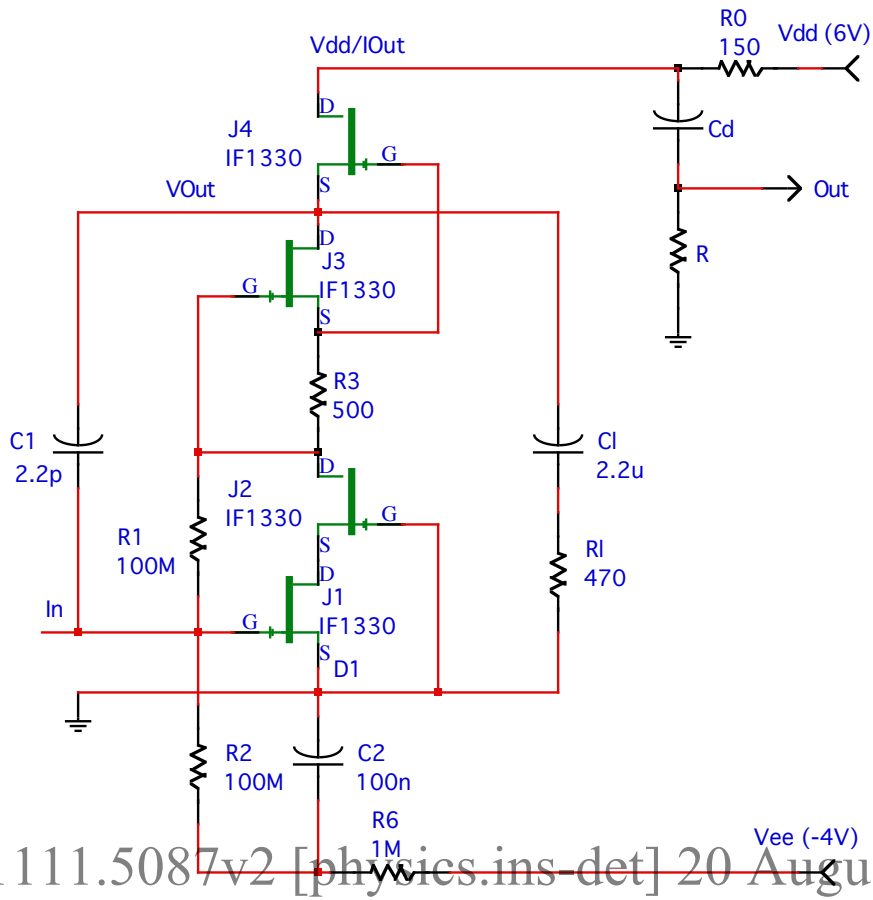 R0
150
Vdd (6V)
Vdd/IOut
D
J4
IF1330
G
S
Cd
VOut
Out
D
J3
IF1330
G
S
R
R3
500
C1
2.2p
Cl
2.2u
D
J2
IF1330
G
S
R1
100M
D
J1
IF1330
Rl
470
In
G
S
D1
R2
100M
C2
100n
R6
1M
Vee (-4V)
1111.5087v2 [physics.ins-det] 20 Augu